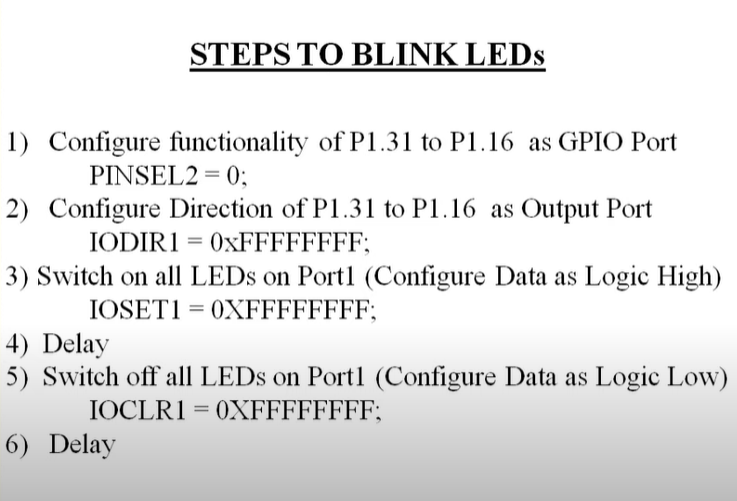 STEPS TO BLINK LEDs
1) Configure functionality of P1.31 to P1.16 as GPIO Port
PINSEL2 = 0;
2) Configure Direction of P1.31 to P1.16 as Output Port
IODIR1 = 0xFFFFFFFF;
3) Switch on all LEDs on Port1 (Configure Data as Logic High)
IOSET1 = 0XFFFFFFFF;
4) Delay
5) Switch off all LEDs on Port1 (Configure Data as Logic Low)
IOCLR1 = 0XFFFFFFFF;
6) Delay